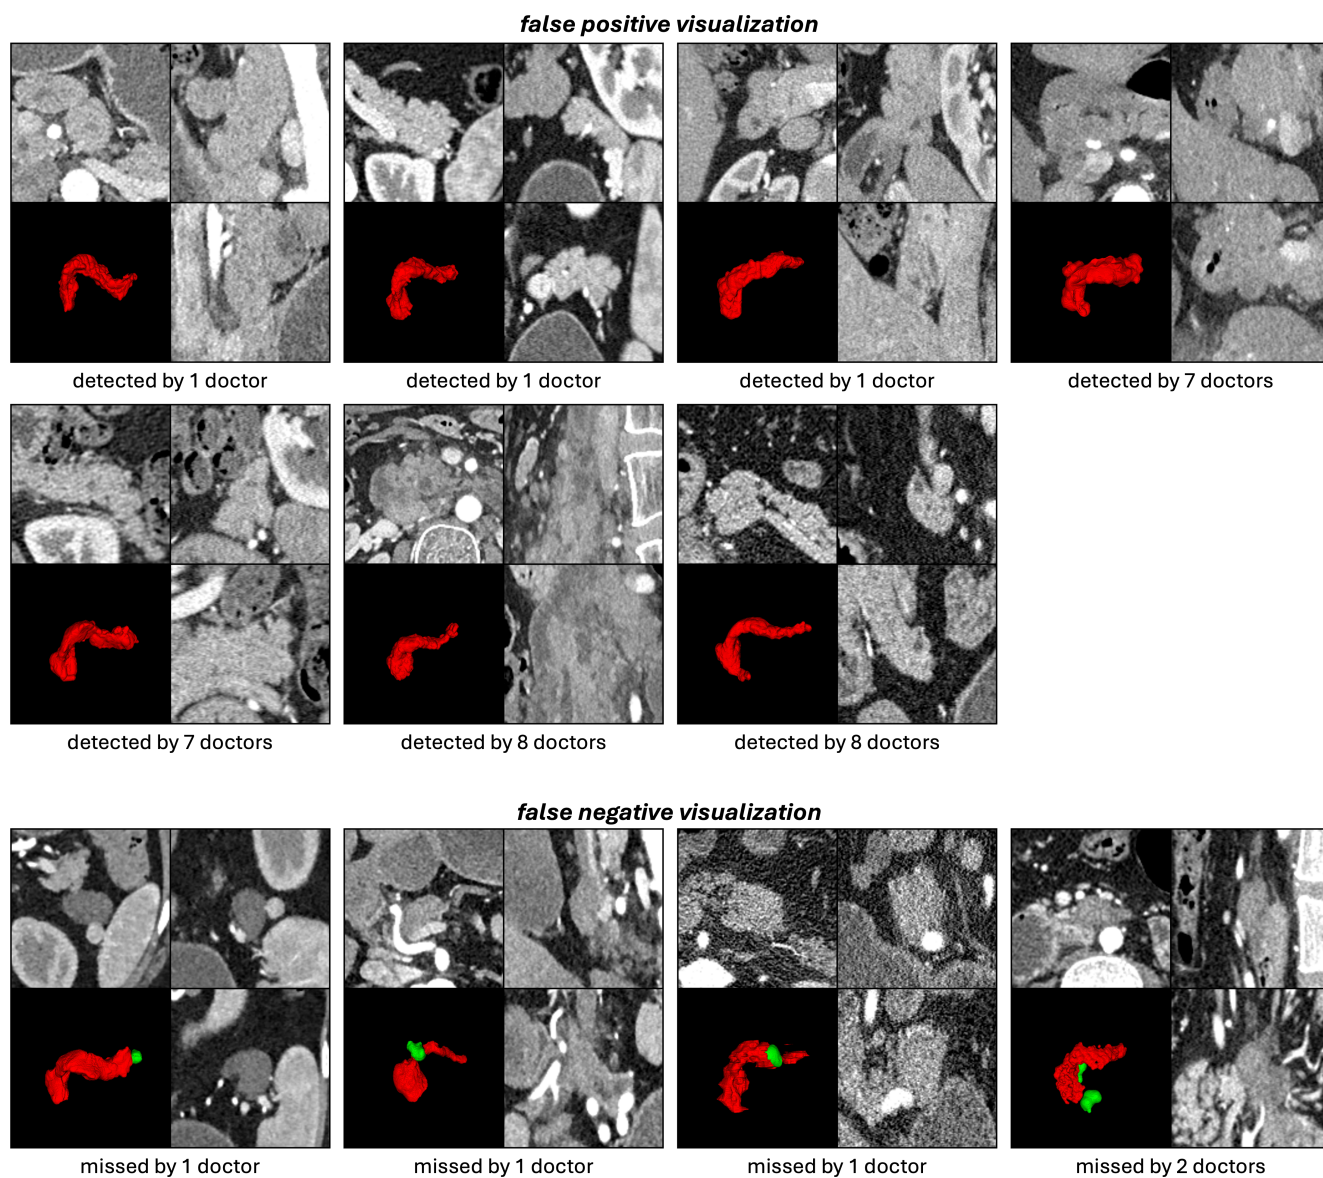 false positive visualization
detected by 1 doctor
detected by 1 doctor
detected by 1 doctor
detected by 7 doctors
detected by 7 doctors
detected by 8 doctors
detected by 8 doctors
false negative visualization
missed by 1 doctor
missed by 1 doctor
missed by 1 doctor
missed by 2 doctors